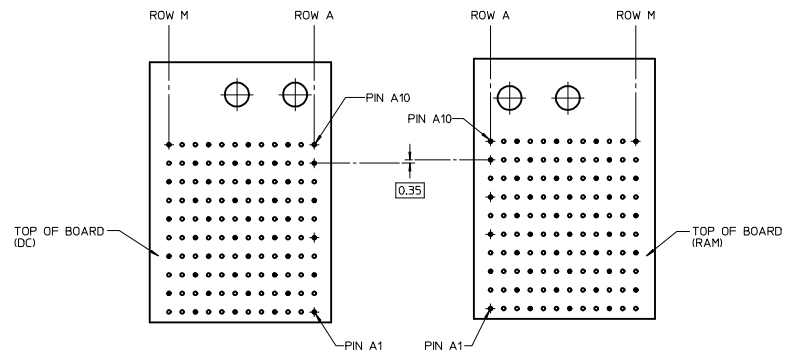 ROW M
ROW A
ROW A
ROW M
PIN A10
PIN A10
0.35
TOP OF BOARD
(DC)
TOP OF BOARD
(RAM)
PIN A1
PIN A1